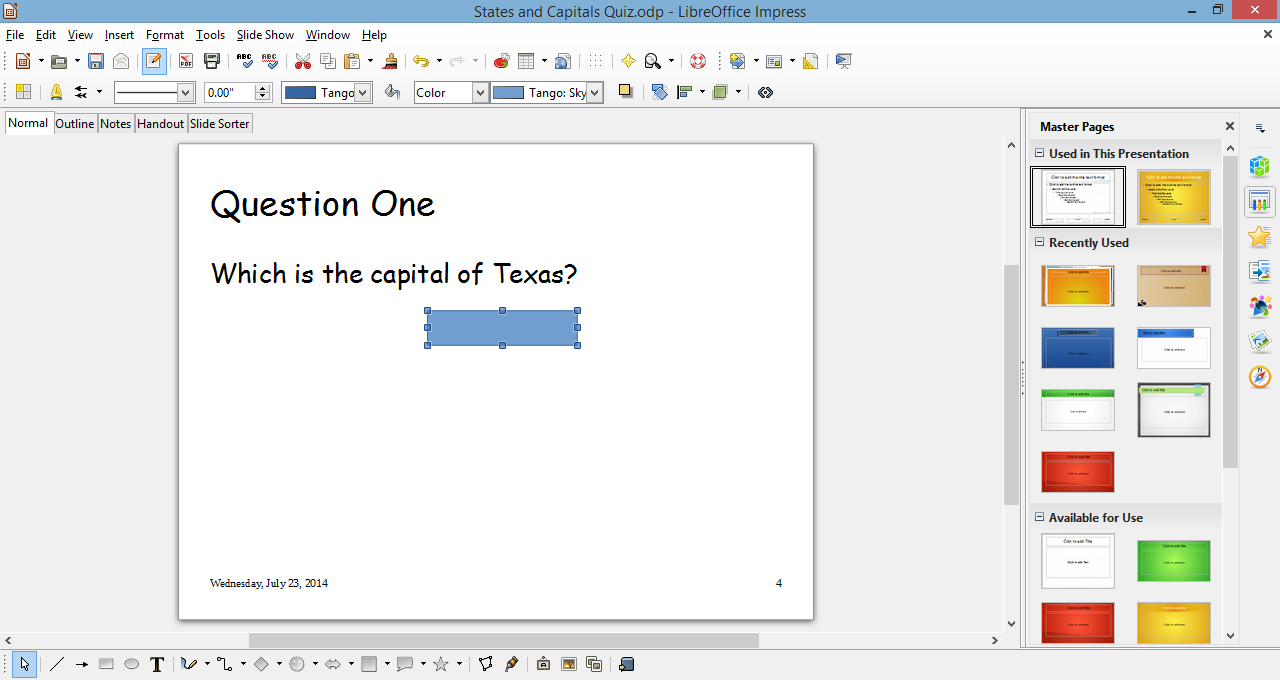 States and Capitals Quiz.odp - LibreOffice Impress
File Edit View Insert Format Tools Slide Show Window Help
0.00" Tango Color Tango: Sky
Normal Outline Notes Handout Slide Sorter
Master Pages
Used in This Presentation
Recently Used
Available for Use
Question One
Which is the capital of Texas?
Wednesday, July 23, 2014
4